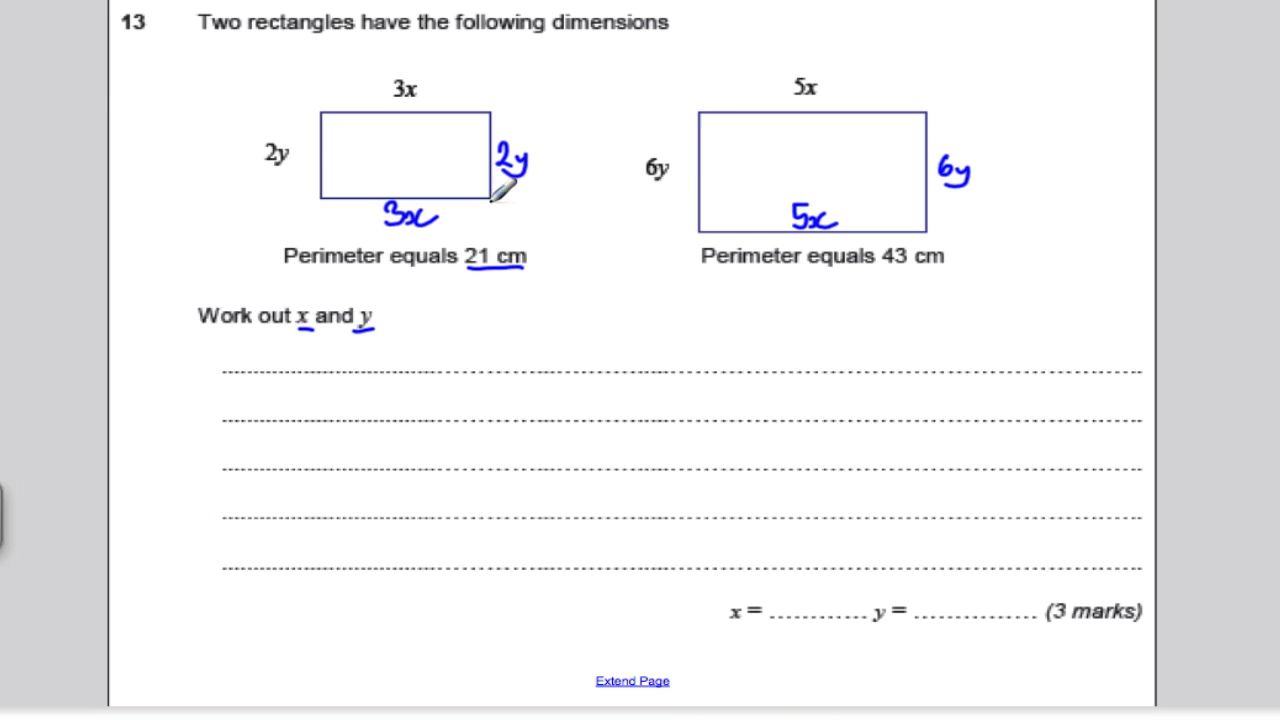 13 Two rectangles have the following dimensions
3x 5x
2y 2y 6y 6y
3x 5x
Perimeter equals 21 cm Perimeter equals 43 cm
Work out x and y
x = ............ y = .............. (3 marks)
Extend Page